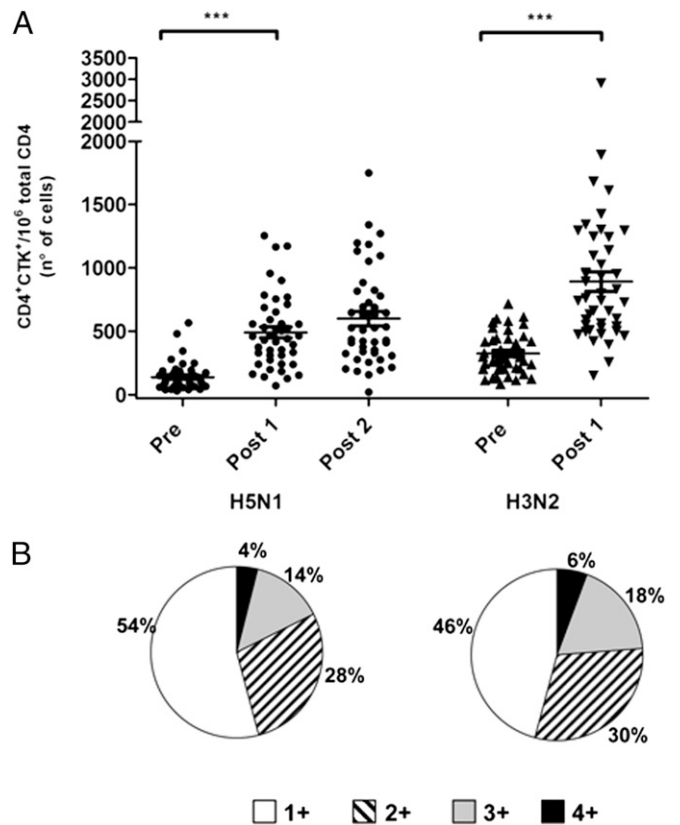 A
***
***
CD4⁺CTK⁺/10⁶ total CD4
(n° of cells)
3500
3000
2500
2000
2000
1500
1000
500
0
Pre
Post 1
Post 2
Pre
Post 1
H5N1
H3N2
B
4%
14%
54%
28%
6%
18%
46%
30%
1+
2+
3+
4+